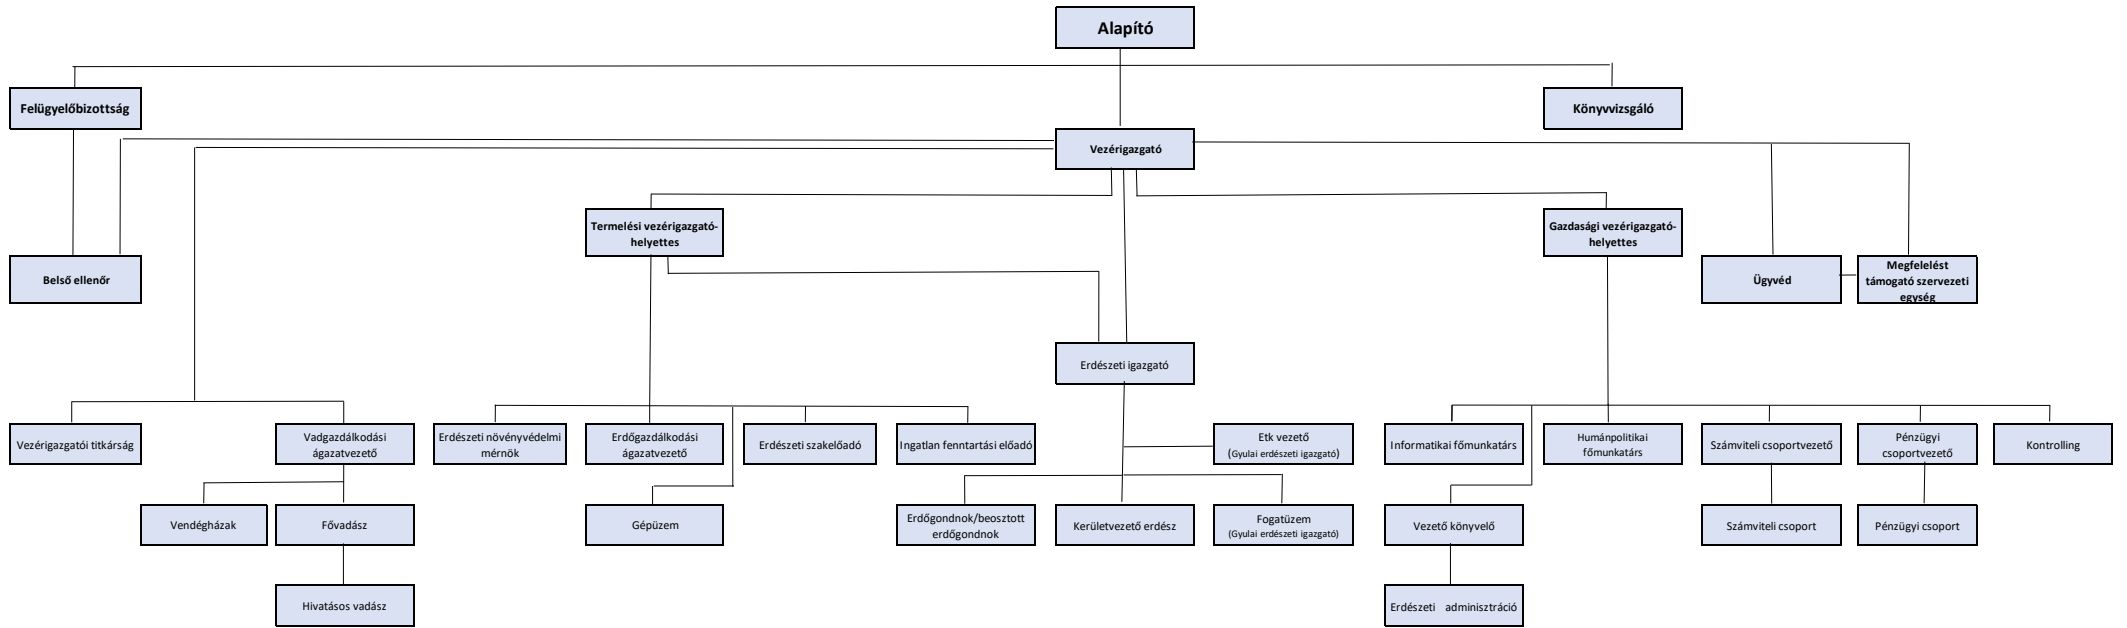 Alapító
Felügyelőbizottság
Könyvvizsgáló
Vezérigazgató
Termelési vezérigazgató-
helyettes
Gazdasági vezérigazgató-
helyettes
Belső ellenőr
Ügyvéd
Megfelelést
támogató szervezeti
egység
Erdészeti igazgató
Vezérigazgatói titkárság
Vadgazdálkodási
ágazatvezető
Erdészeti növényvédelmi
mérnök
Erdőgazdálkodási
ágazatvezető
Erdészeti szakelőadó
Ingatlan fenntartási előadó
Etk vezető
(Gyulai erdészeti igazgató)
Informatikai főmunkatárs
Humánpolitikai
főmunkatárs
Számviteli csoportvezető
Pénzügyi
csoportvezető
Kontrolling
Vendégházak
Fővadász
Gépüzem
Erdőgondnok/beosztott
erdőgondnok
Kerületvezető erdész
Fogatüzem
(Gyulai erdészeti igazgató)
Vezető könyvelő
Számviteli csoport
Pénzügyi csoport
Hivatásos vadász
Erdészeti adminisztráció